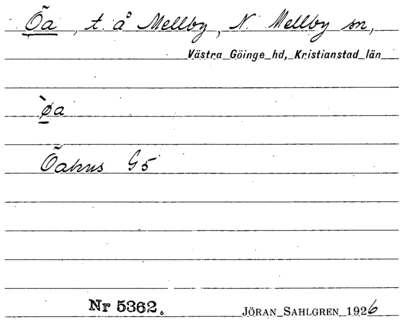 Õa, t. å Mellby, N. Mellby sn,
Västra Göinge hd, Kristianstad län
`øa
Õahus G5
Nr 5362.
JÖRAN SAHLGREN 1926